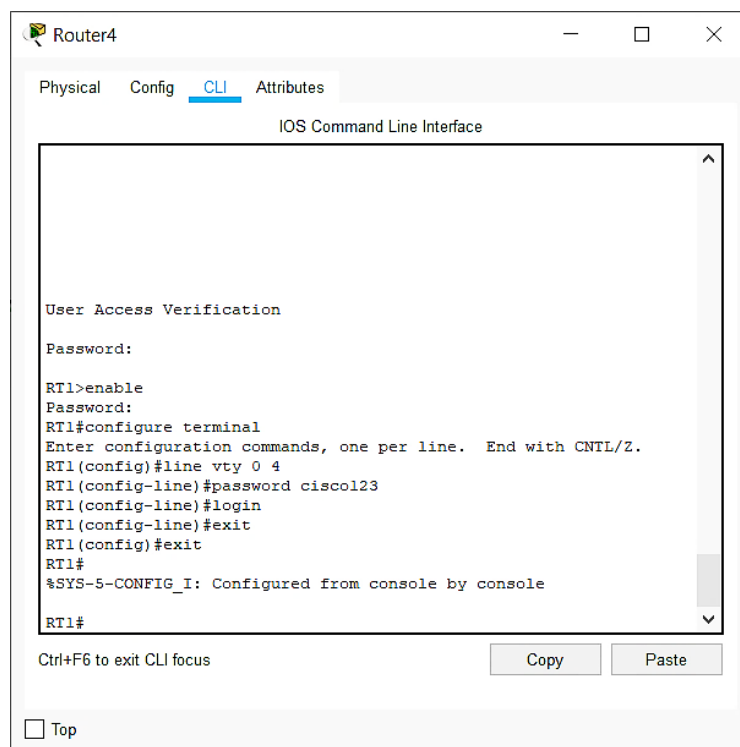 Router4
Physical Config CLI Attributes
IOS Command Line Interface
User Access Verification
Password:
RT1>enable
Password:
RT1#configure terminal
Enter configuration commands, one per line.  End with CNTL/Z.
RT1(config)#line vty 0 4
RT1(config-line)#password cisco123
RT1(config-line)#login
RT1(config-line)#exit
RT1(config)#exit
RT1#
%SYS-5-CONFIG_I: Configured from console by console
RT1#
Ctrl+F6 to exit CLI focus Copy Paste
Top